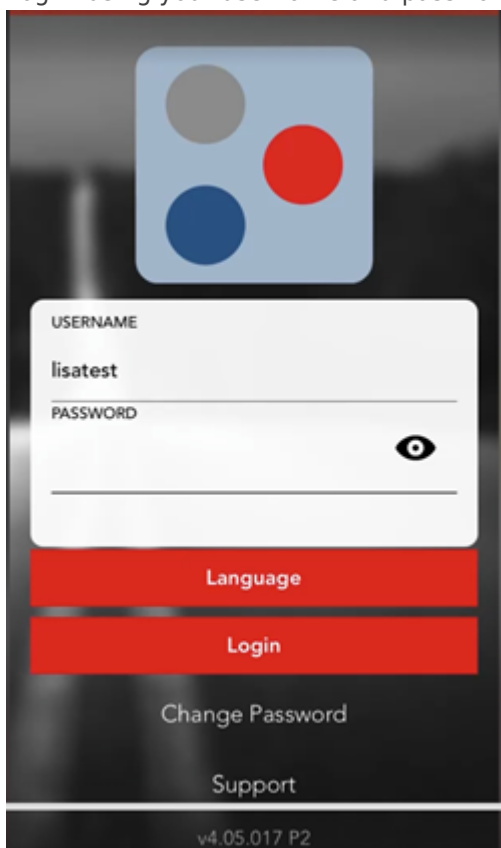 USERNAME
lisatest
PASSWORD
Language
Login
Change Password
Support
v4.05.017 P2